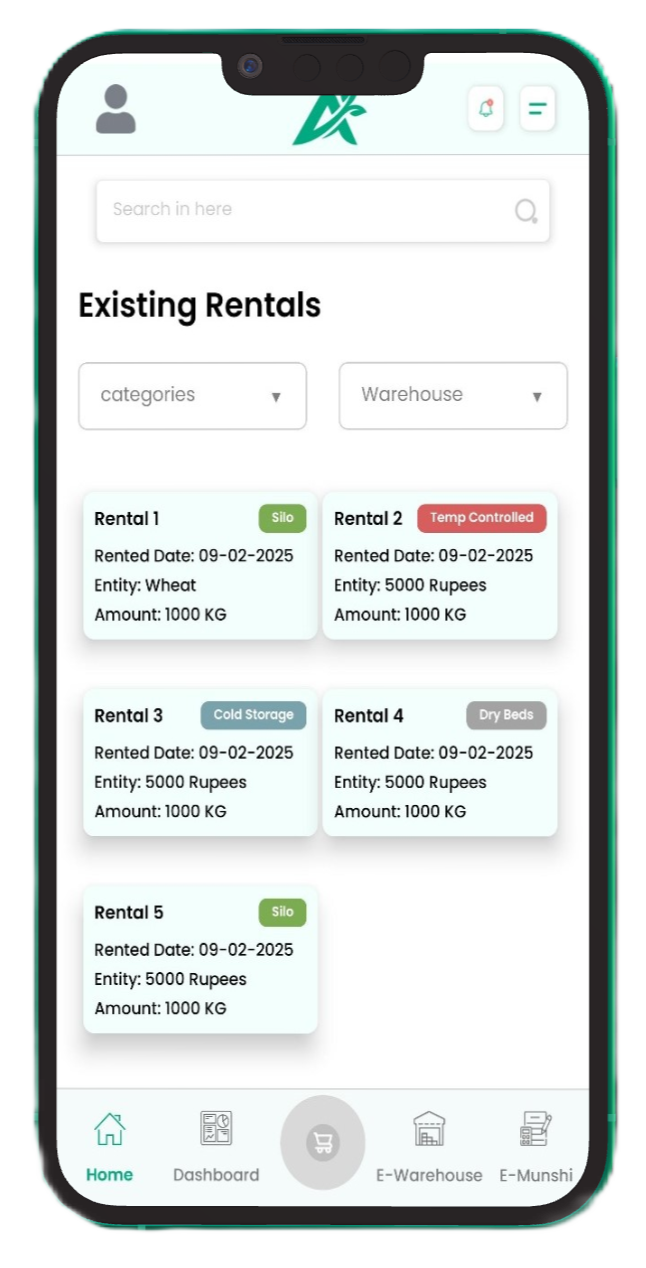 Search in here
Existing Rentals
categories
Warehouse
Rental 1
Silo
Rented Date: 09-02-2025
Entity: Wheat
Amount: 1000 KG
Rental 2
Temp Controlled
Rented Date: 09-02-2025
Entity: 5000 Rupees
Amount: 1000 KG
Rental 3
Cold Storage
Rented Date: 09-02-2025
Entity: 5000 Rupees
Amount: 1000 KG
Rental 4
Dry Beds
Rented Date: 09-02-2025
Entity: 5000 Rupees
Amount: 1000 KG
Rental 5
Silo
Rented Date: 09-02-2025
Entity: 5000 Rupees
Amount: 1000 KG
Home
Dashboard
E-Warehouse
E-Munshi